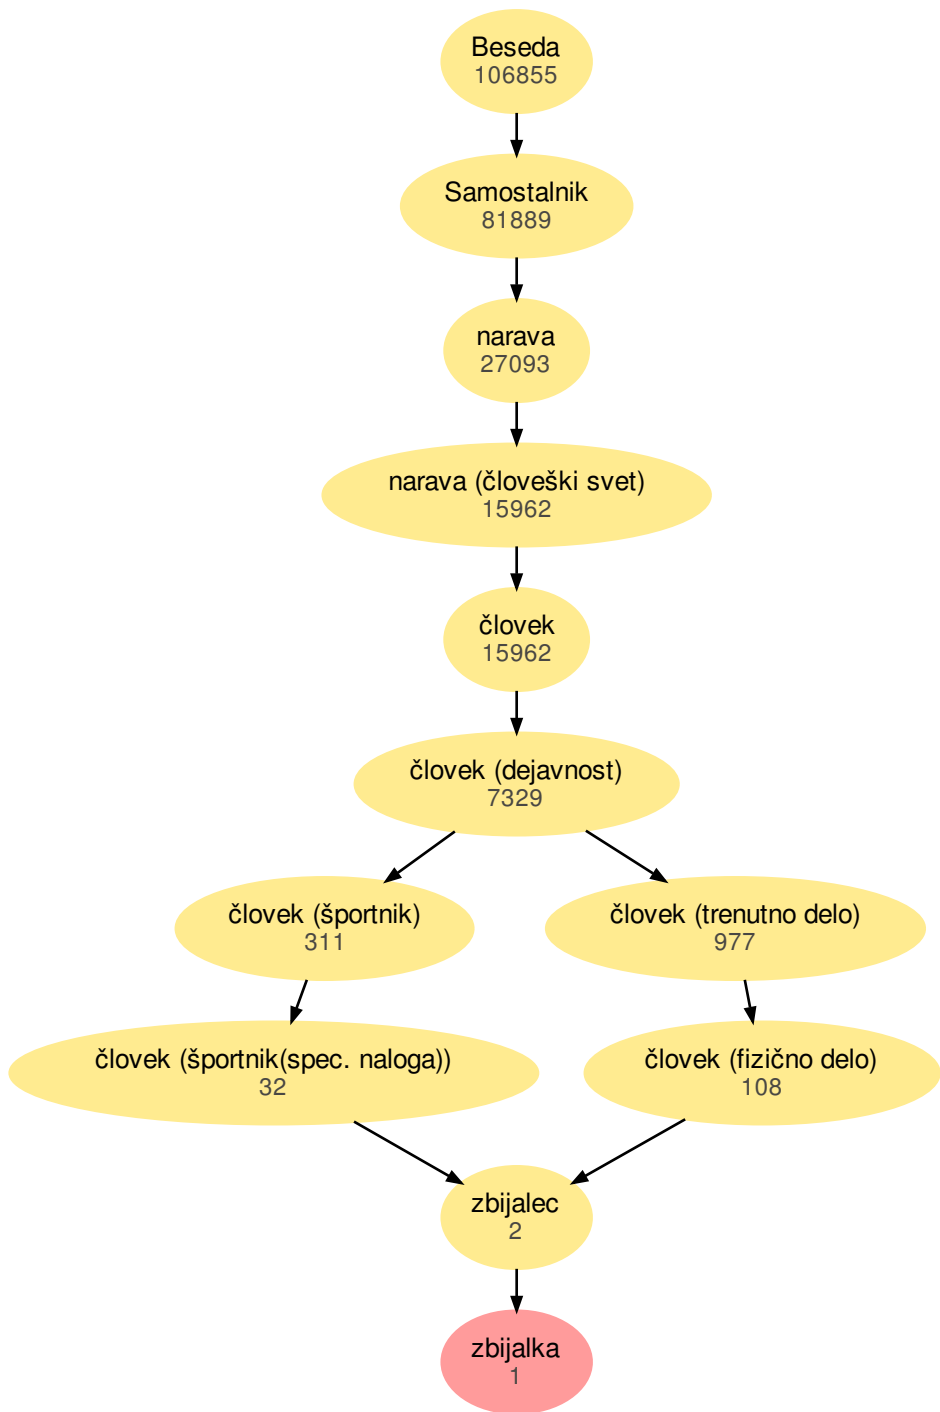 Beseda
106855
Samostalnik
81889
narava
27093
narava (človeški svet)
15962
človek
15962
človek (dejavnost)
7329
človek (športnik)
311
človek (trenutno delo)
977
človek (športnik(spec. naloga))
32
človek (fizično delo)
108
zbijalec
2
zbijalka
1